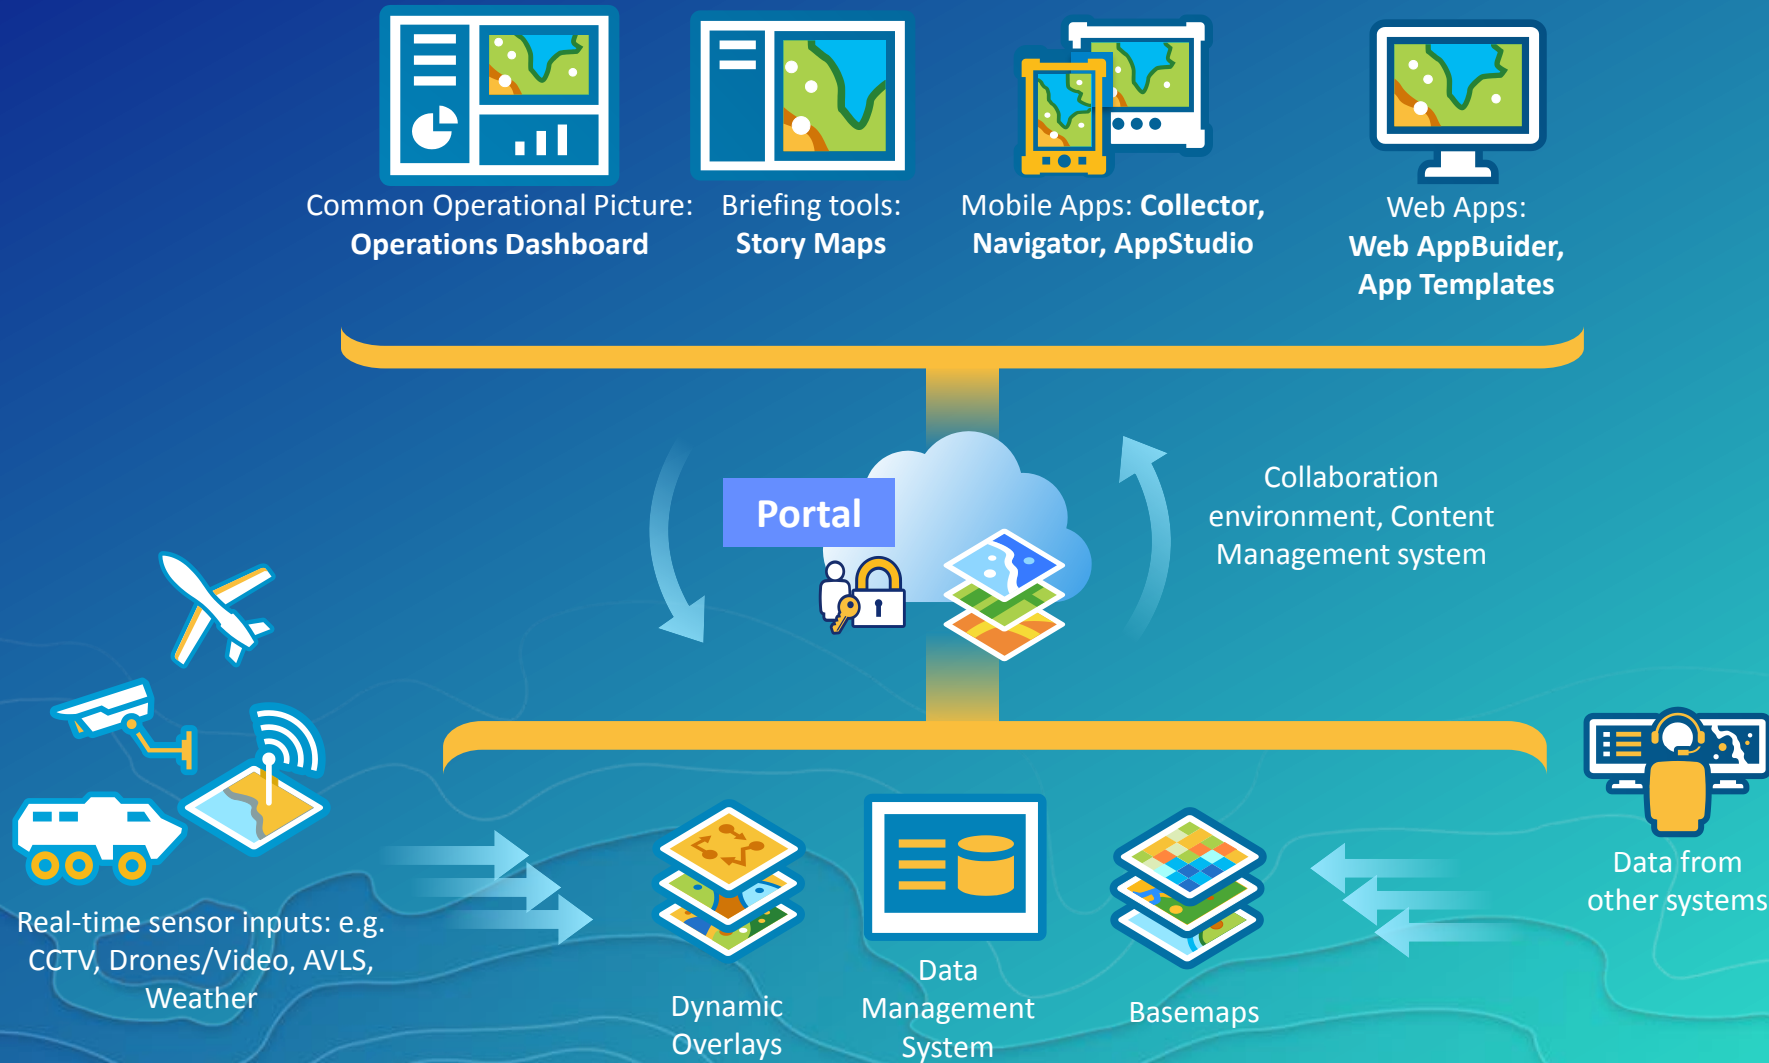 Common Operational Picture:
Operations Dashboard
Briefing tools:
Story Maps
Mobile Apps: Collector,
Navigator, AppStudio
Web Apps:
Web AppBuider,
App Templates
Portal
Collaboration
environment, Content
Management system
Real-time sensor inputs: e.g.
CCTV, Drones/Video, AVLS,
Weather
Dynamic
Overlays
Data
Management
System
Basemaps
Data from
other systems